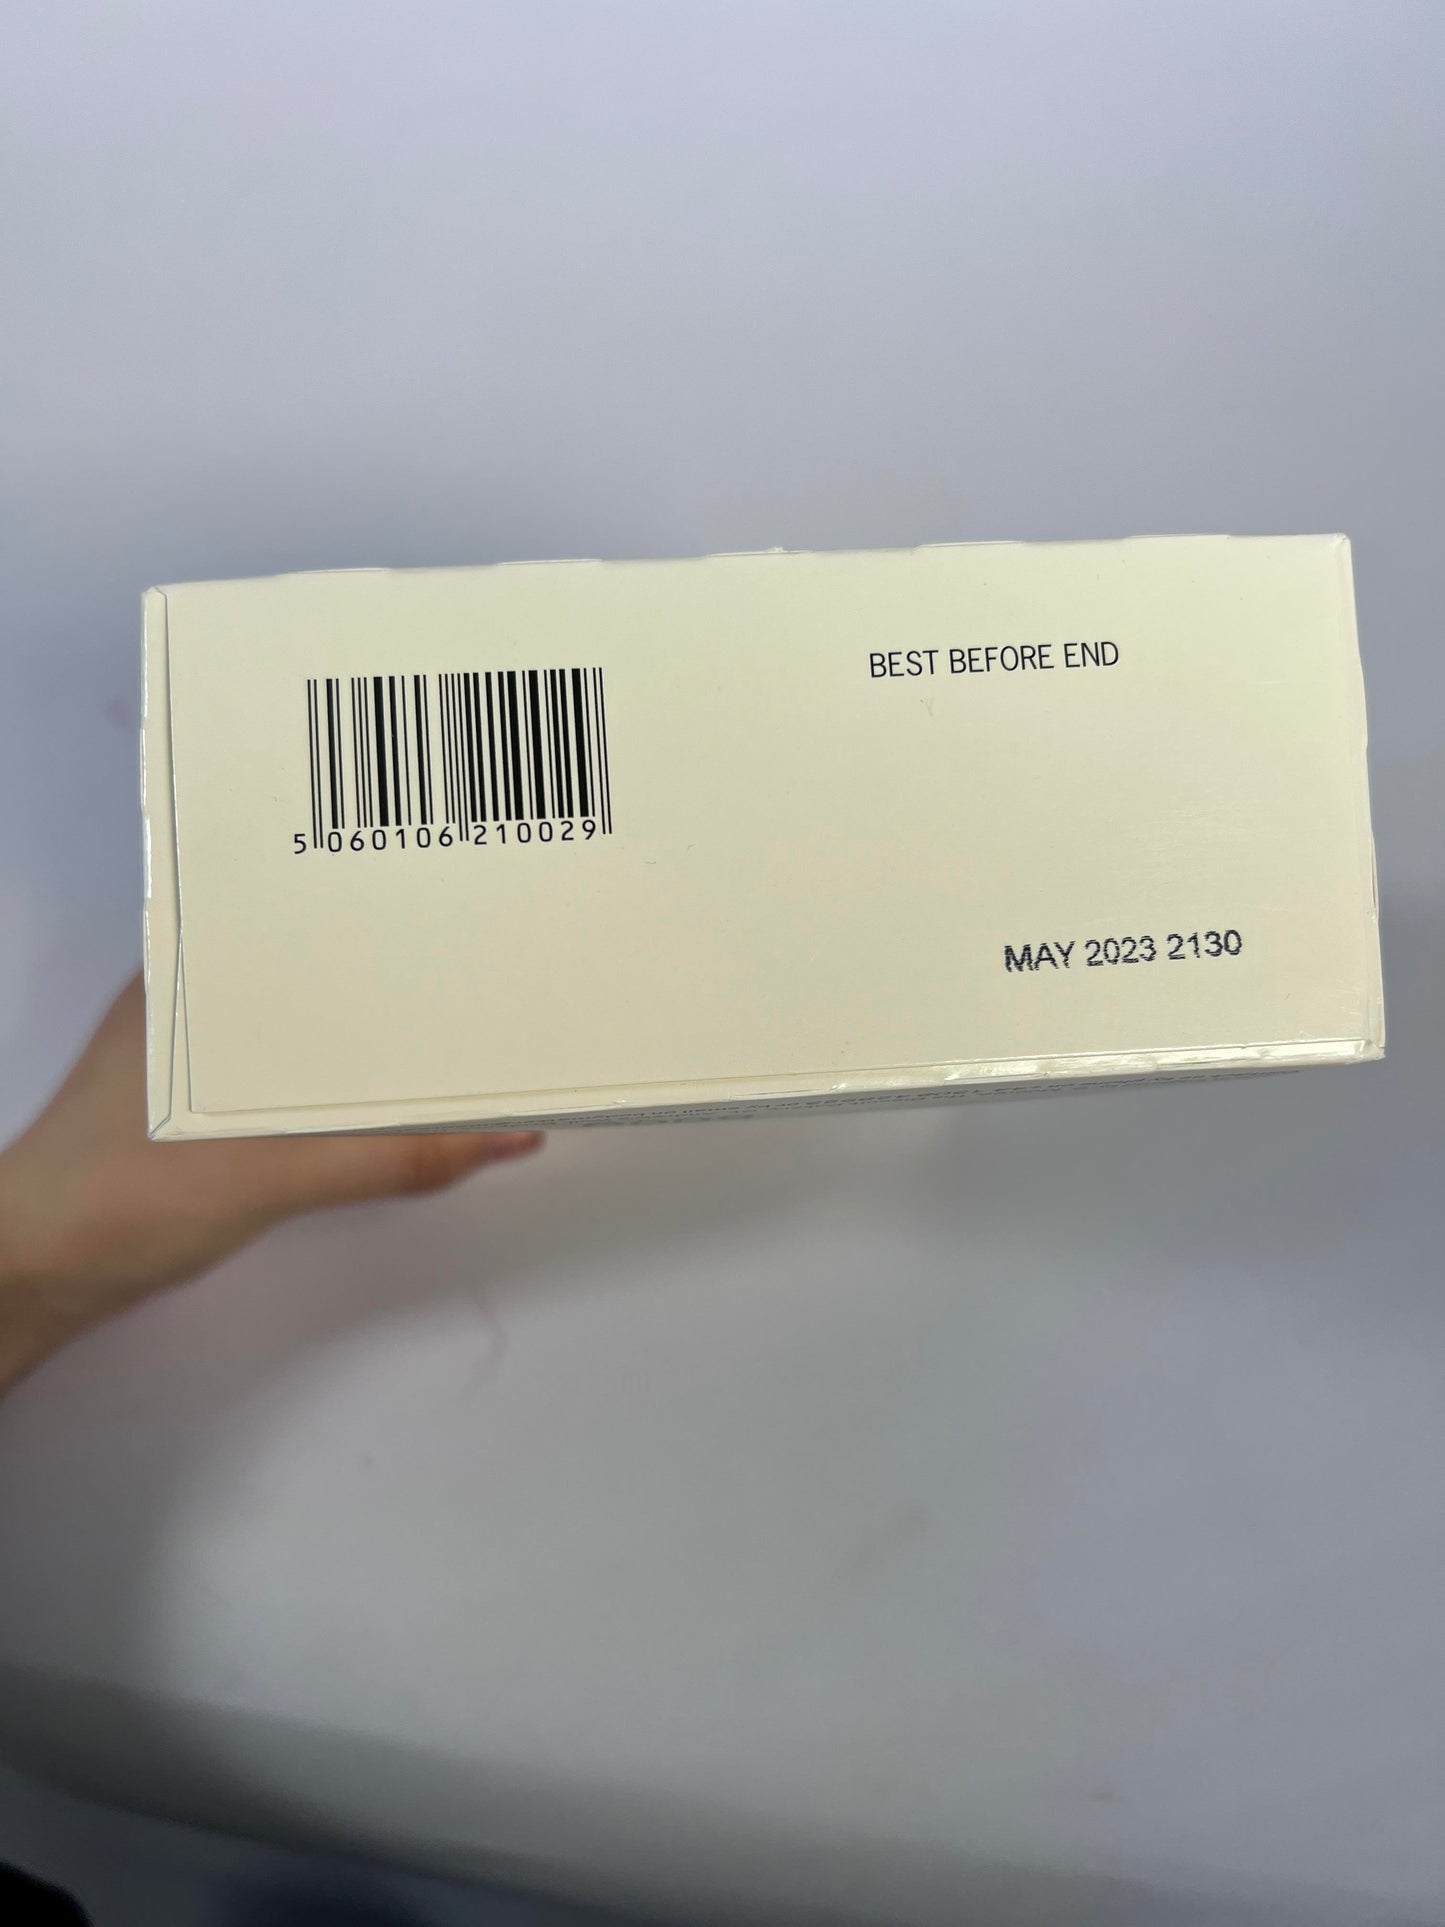 BEST BEFORE END
5 060106 210029
MAY 2023 2130